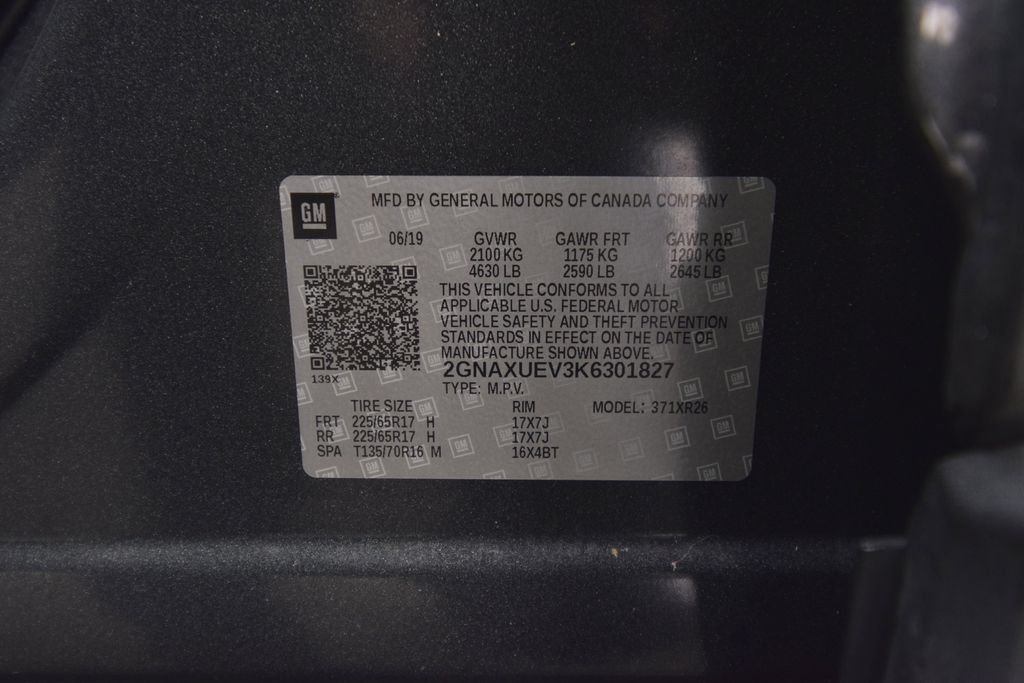 GM MFD BY GENERAL MOTORS OF CANADA COMPANY
06/19 GVWR GAWR FRT GAWR RR
2100 KG 1175 KG 1200 KG
4630 LB 2590 LB 2645 LB
THIS VEHICLE CONFORMS TO ALL
APPLICABLE U.S. FEDERAL MOTOR
VEHICLE SAFETY AND THEFT PREVENTION
STANDARDS IN EFFECT ON THE DATE OF
MANUFACTURE SHOWN ABOVE.
2GNAXUEV3K6301827
139X
TYPE: M.P.V.
TIRE SIZE RIM MODEL: 371XR26
FRT 225/65R17 H 17X7J
RR 225/65R17 H 17X7J
SPA T135/70R16 M 16X4BT